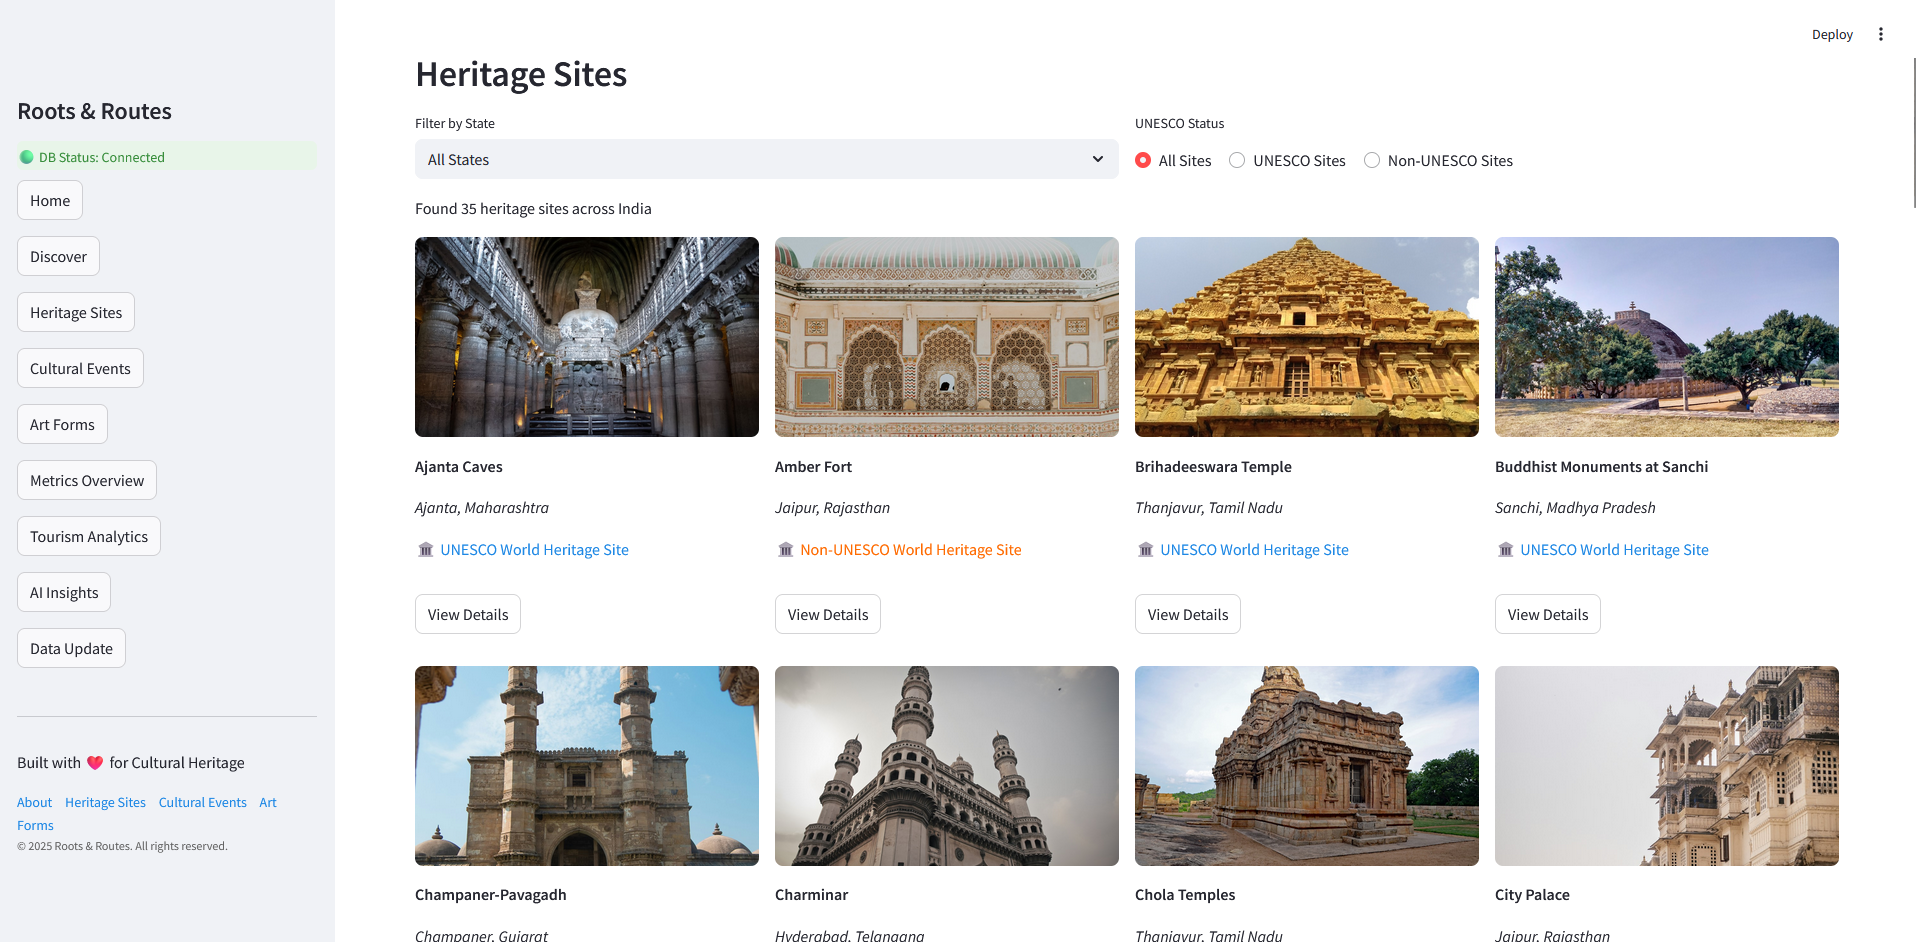 Deploy
Roots & Routes
DB Status: Connected
Home
Discover
Heritage Sites
Cultural Events
Art Forms
Metrics Overview
Tourism Analytics
AI Insights
Data Update
Built with ❤️ for Cultural Heritage
About Heritage Sites Cultural Events Art
Forms
© 2025 Roots & Routes. All rights reserved.
Heritage Sites
Filter by State
All States
UNESCO Status
All Sites UNESCO Sites Non-UNESCO Sites
Found 35 heritage sites across India
Ajanta Caves
Ajanta, Maharashtra
UNESCO World Heritage Site
View Details
Amber Fort
Jaipur, Rajasthan
Non-UNESCO World Heritage Site
View Details
Brihadeeswara Temple
Thanjavur, Tamil Nadu
UNESCO World Heritage Site
View Details
Buddhist Monuments at Sanchi
Sanchi, Madhya Pradesh
UNESCO World Heritage Site
View Details
Champaner-Pavagadh
Champaner, Gujarat
Charminar
Hyderabad, Telangana
Chola Temples
Thanjavur, Tamil Nadu
City Palace
Jaipur, Rajasthan